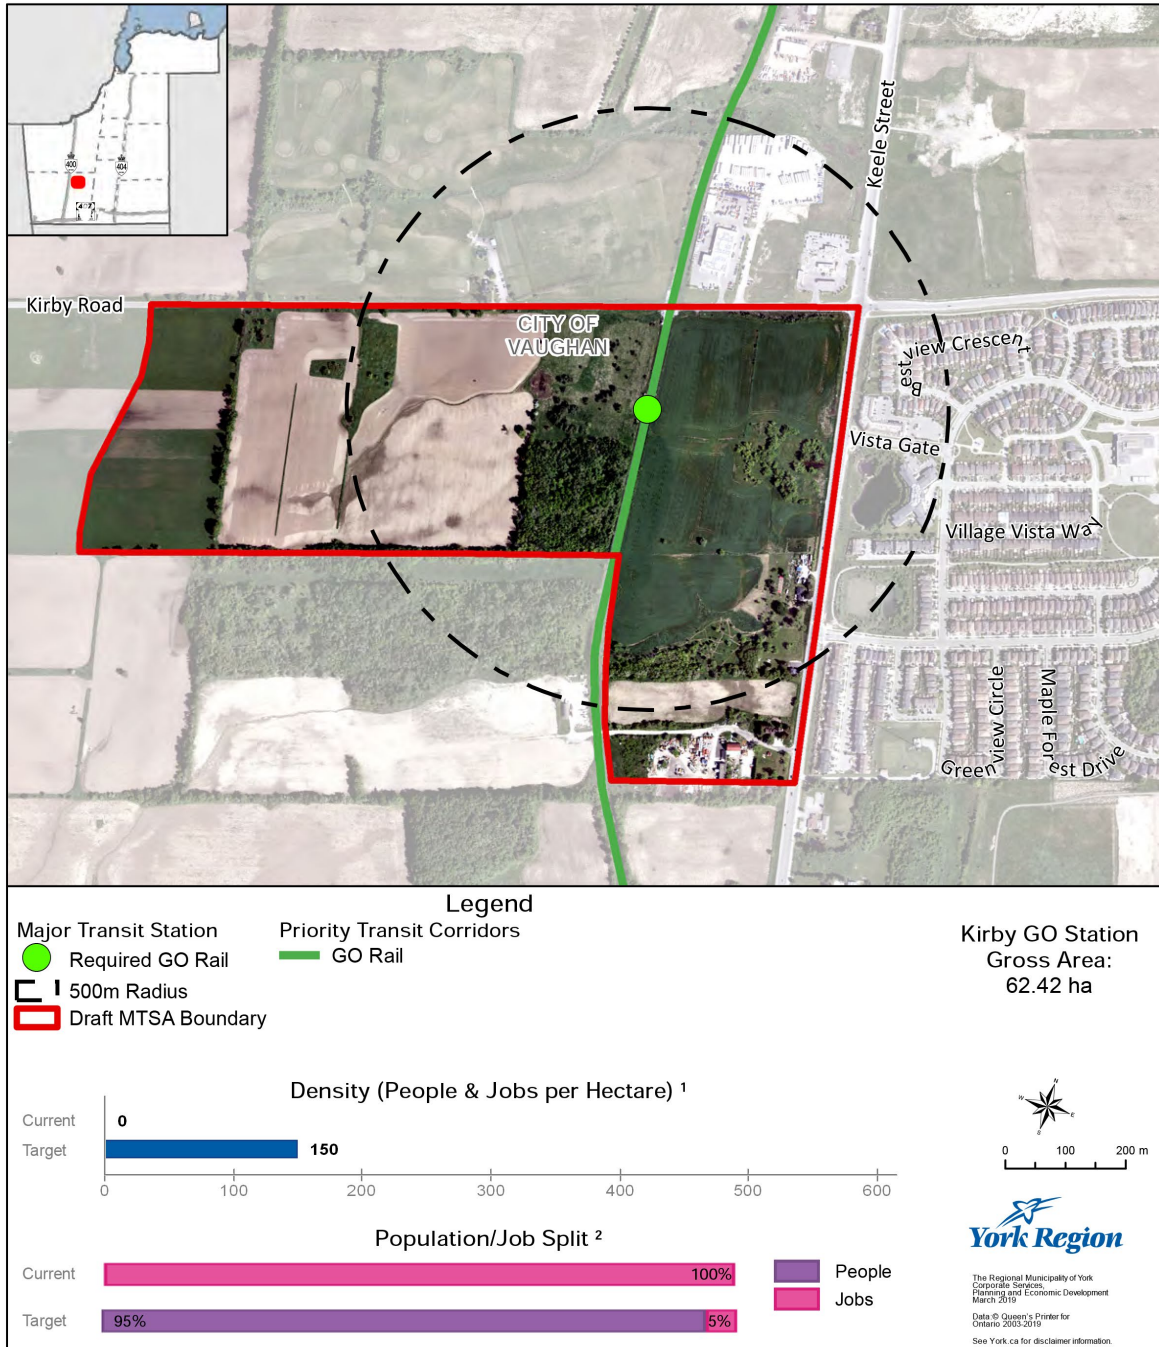 400
404
407
Keele Street
Kirby Road
CITY OF
VAUGHAN
Bestview Crescent
Vista Gate
Village Vista Way
Greenview Circle
Maple Forest Drive
Legend
Major Transit Station
Required GO Rail
500m Radius
Draft MTSA Boundary
Priority Transit Corridors
GO Rail
Kirby GO Station
Gross Area:
62.42 ha
Density (People & Jobs per Hectare) ¹
Current 0
Target 150
0 100 200 300 400 500 600
N
W
E
S
0 100 200 m
Population/Job Split ²
Current 100%
Target 95% 5%
People
Jobs
York Region
The Regional Municipality of York
Corporate Services,
Planning and Economic Development
March 2019
Data:© Queen's Printer for
Ontario 2003-2019
See York.ca for disclaimer information.